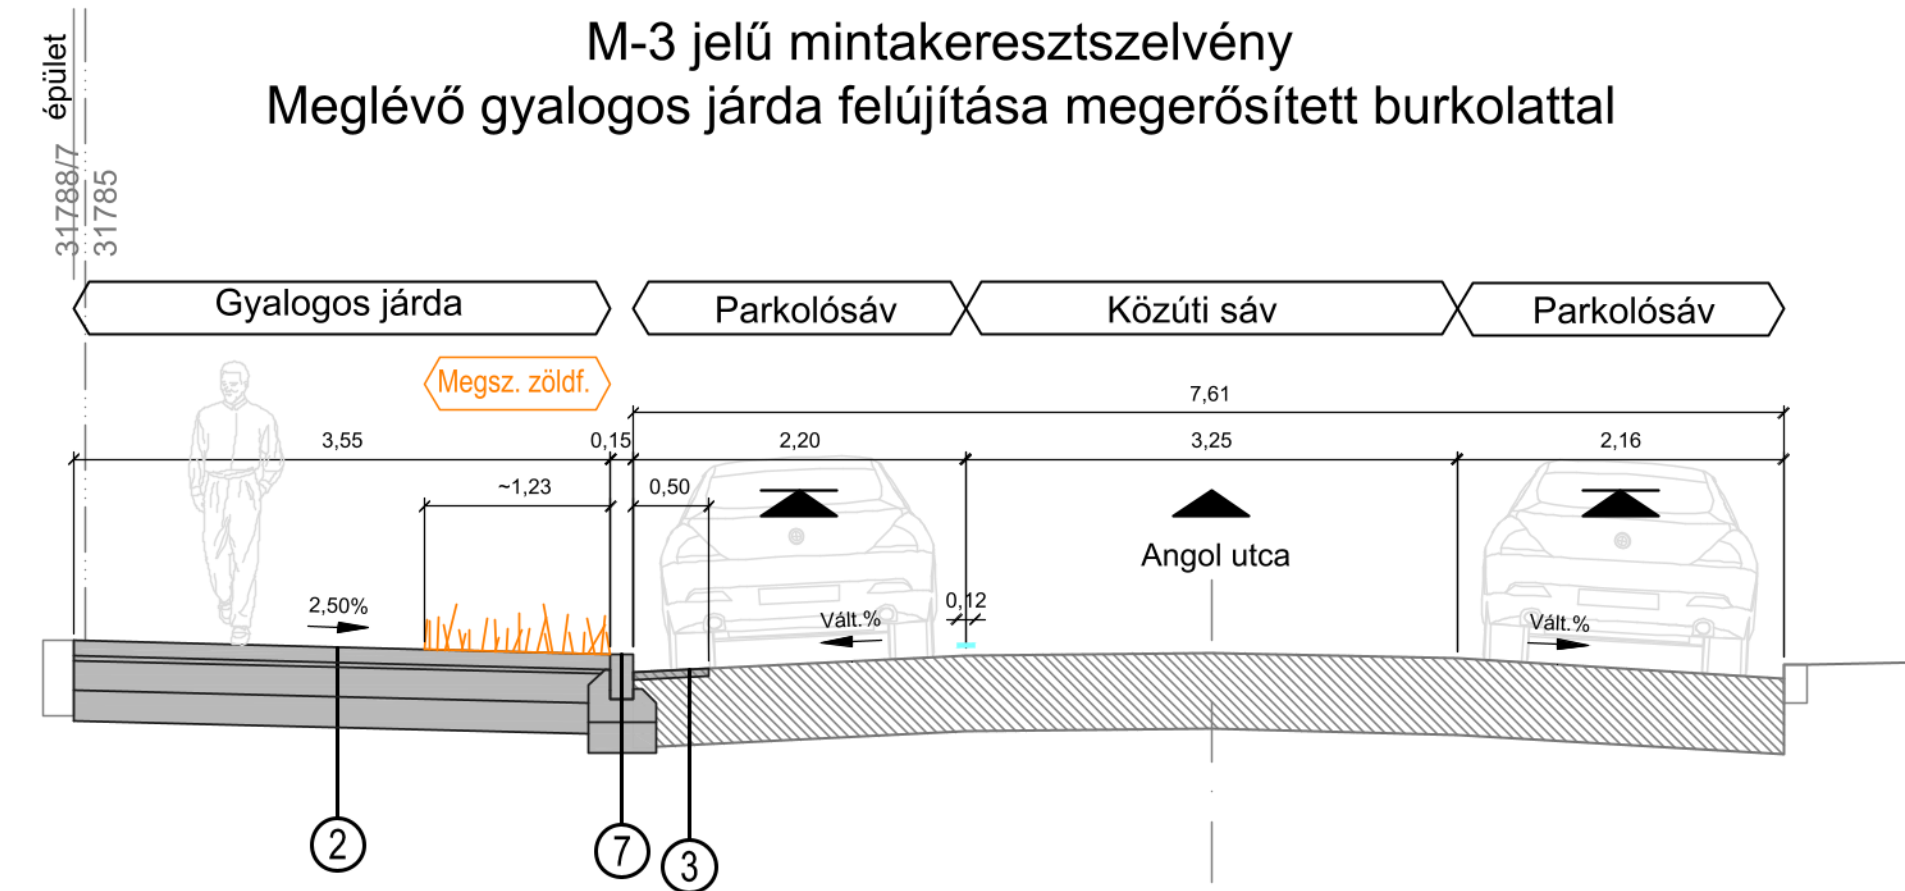 M-3 jelű mintakeresztszelvény
Meglévő gyalogos járda felújítása megerősített burkolattal
épület
31788/7
31785
Gyalogos járda
Parkolósáv
Közúti sáv
Parkolósáv
Megsz. zöldf.
7,61
3,55
0,15
2,20
3,25
2,16
~1,23
0,50
Angol utca
2,50%
Vált.%
0,12
Vált.%
2
7
3